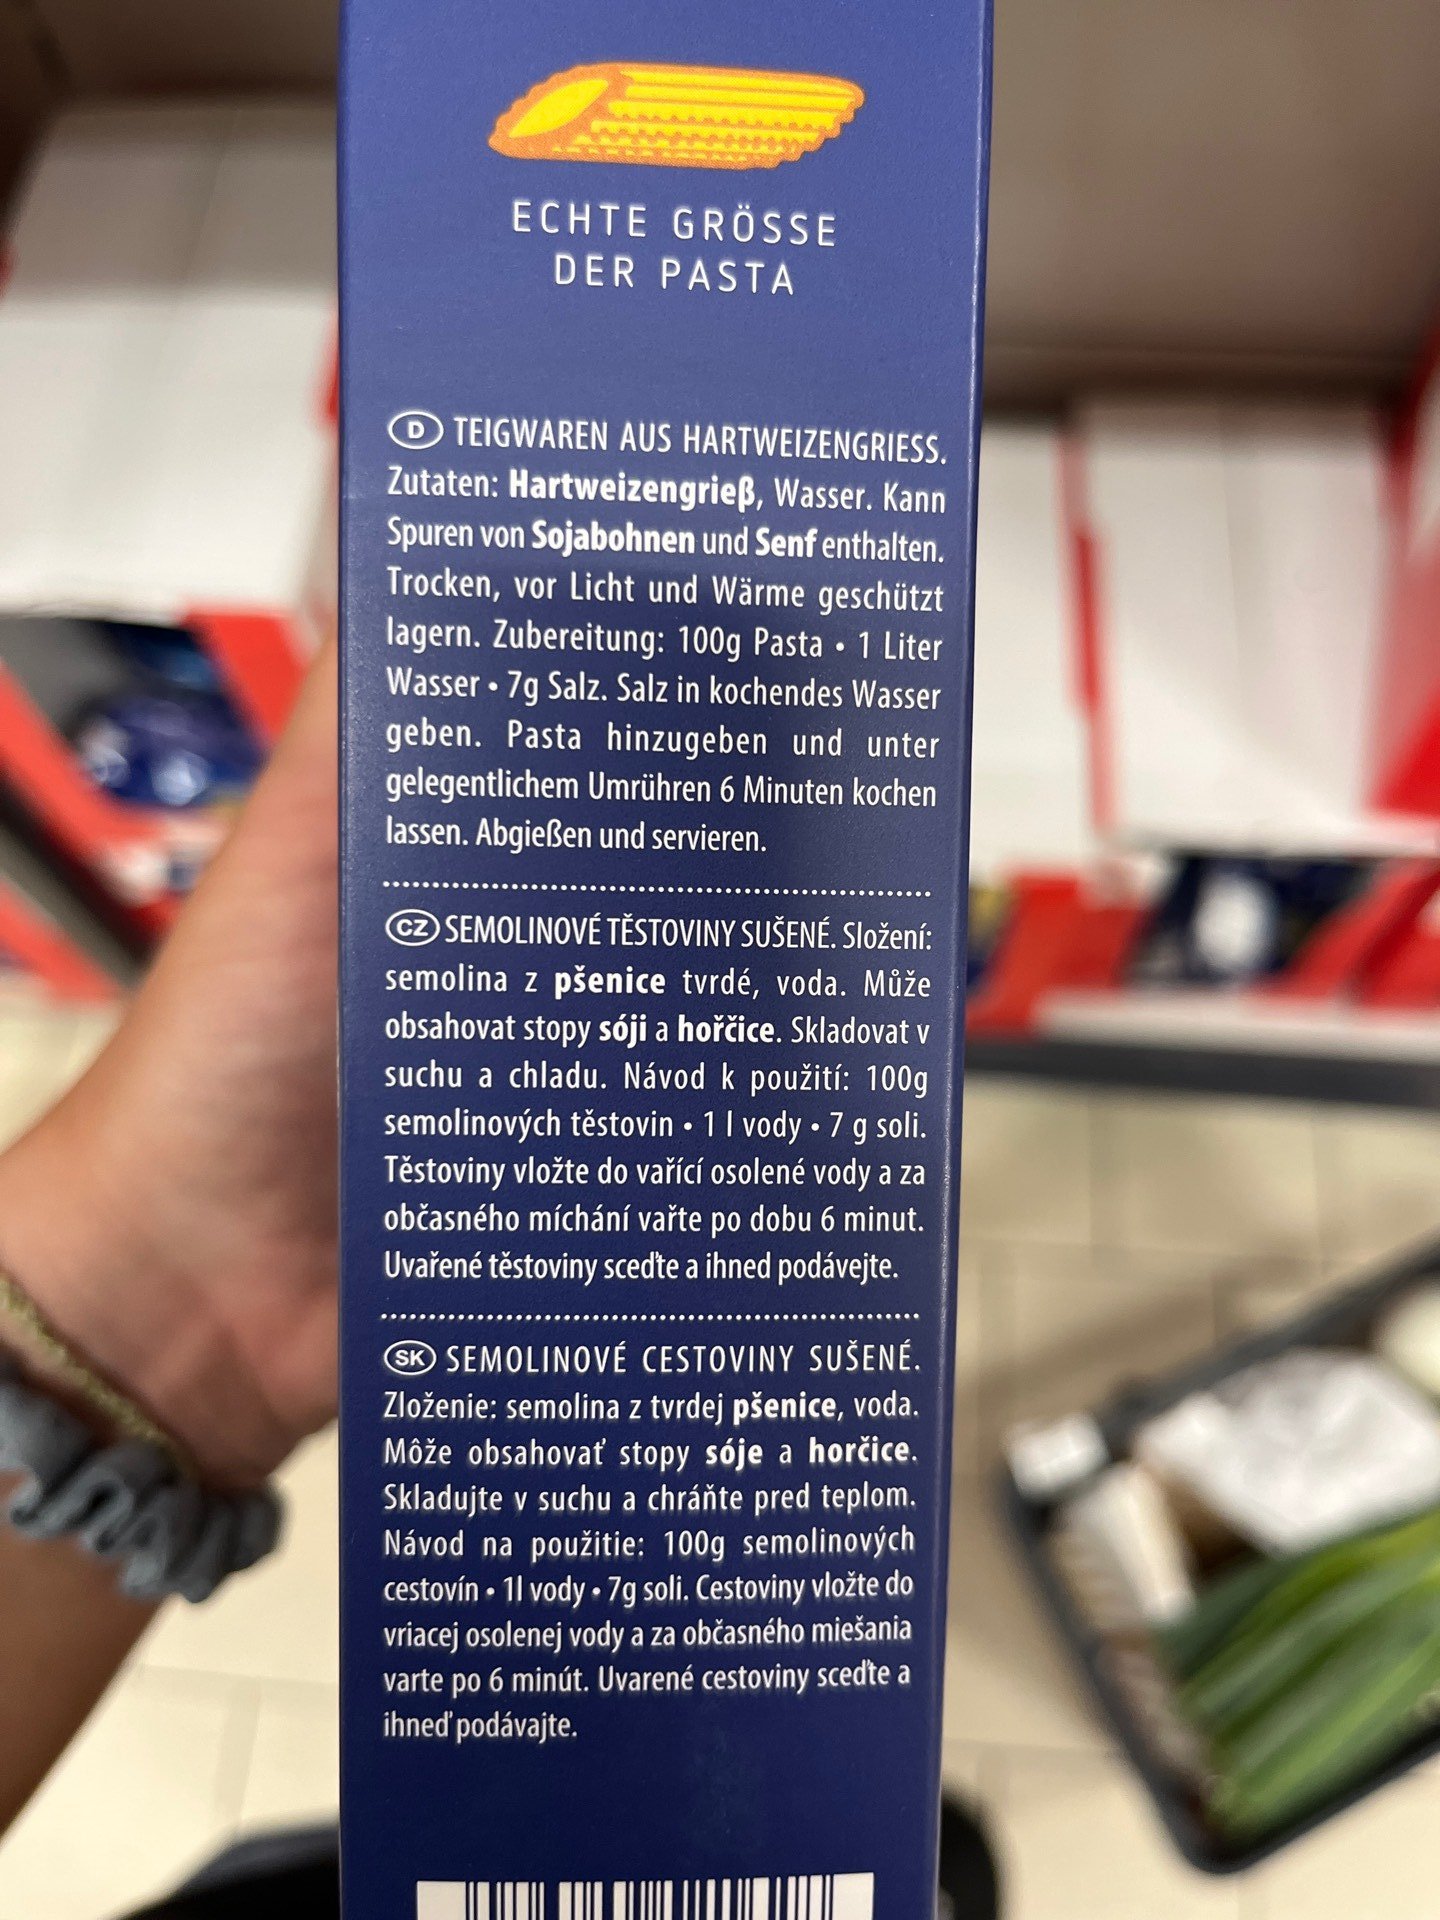 ECHTE GRÖSSE
DER PASTA
D TEIGWAREN AUS HARTWEIZENGRIESS.
Zutaten: Hartweizengrieß, Wasser. Kann
Spuren von Sojabohnen und Senf enthalten.
Trocken, vor Licht und Wärme geschützt
lagern. Zubereitung: 100g Pasta • 1 Liter
Wasser • 7g Salz. Salz in kochendes Wasser
geben. Pasta hinzugeben und unter
gelegentlichem Umrühren 6 Minuten kochen
lassen. Abgießen und servieren.
CZ SEMOLINOVÉ TĚSTOVINY SUŠENÉ. Složení:
semolina z pšenice tvrdé, voda. Může
obsahovat stopy sóji a hořčice. Skladovat v
suchu a chladu. Návod k použití: 100g
semolinových těstovin • 1 l vody • 7 g soli.
Těstoviny vložte do vařící osolené vody a za
občasného míchání vařte po dobu 6 minut.
Uvařené těstoviny sceďte a ihned podávejte.
SK SEMOLINOVÉ CESTOVINY SUŠENÉ.
Zloženie: semolina z tvrdej pšenice, voda.
Môže obsahovať stopy sóje a horčice.
Skladujte v suchu a chráňte pred teplom.
Návod na použitie: 100g semolinových
cestovín • 1l vody • 7g soli. Cestoviny vložte do
vriacej osolenej vody a za občasného miešania
varte po 6 minút. Uvarené cestoviny sceďte a
ihneď podávajte.